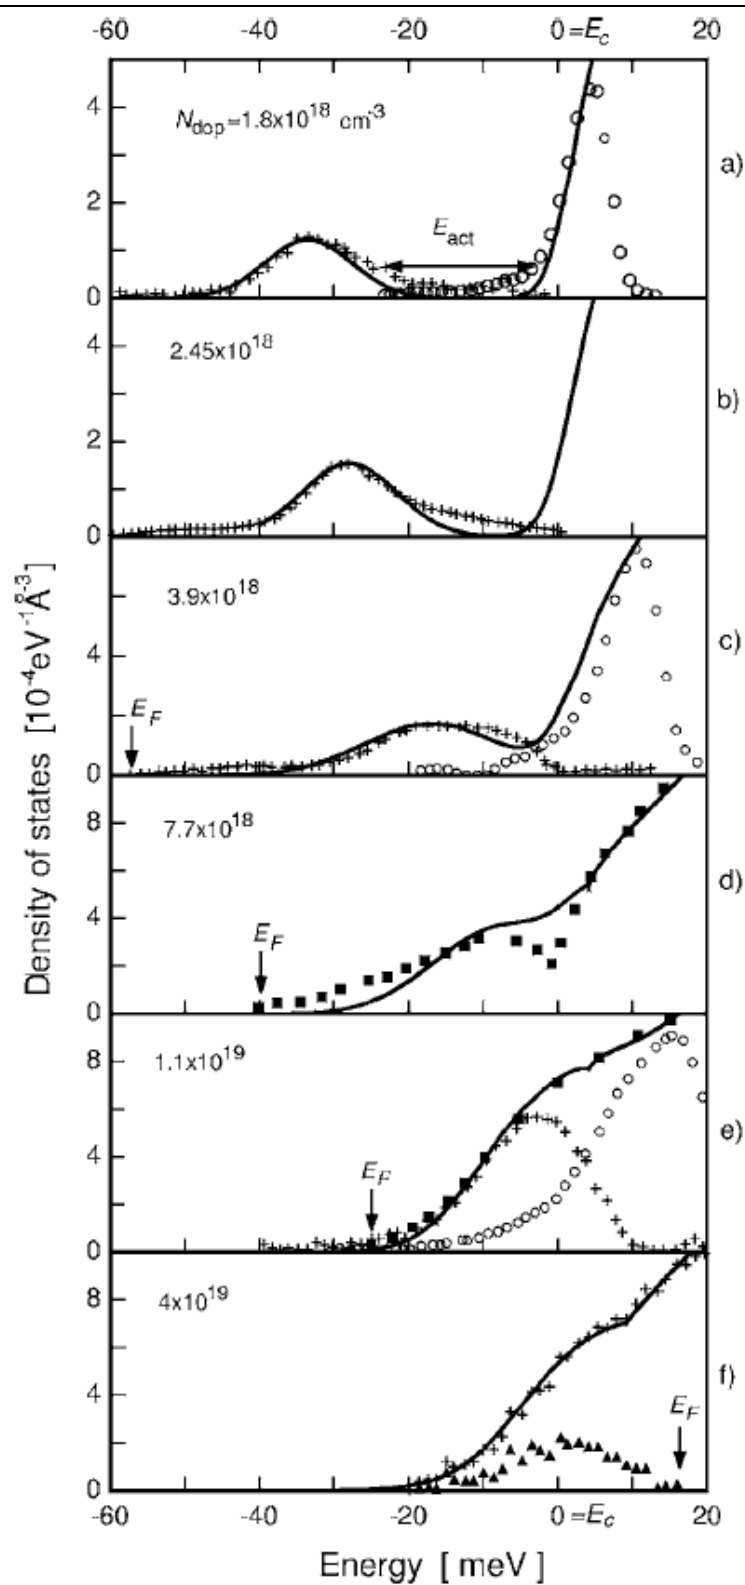 -60 -40 -20 0 =E_c 20
4
N_dop=1.8x10^18 cm^-3
a)
2
E_act
0
4
2.45x10^18
b)
2
0
3.9x10^18
c)
4
E_F
0
8
7.7x10^18
d)
4
E_F
0
8
1.1x10^19
e)
4
E_F
0
8
4x10^19
f)
4
E_F
0
-60 -40 -20 0 =E_c 20
Energy [ meV ]
Density of states [10^-4 eV^-1 Å^-3]